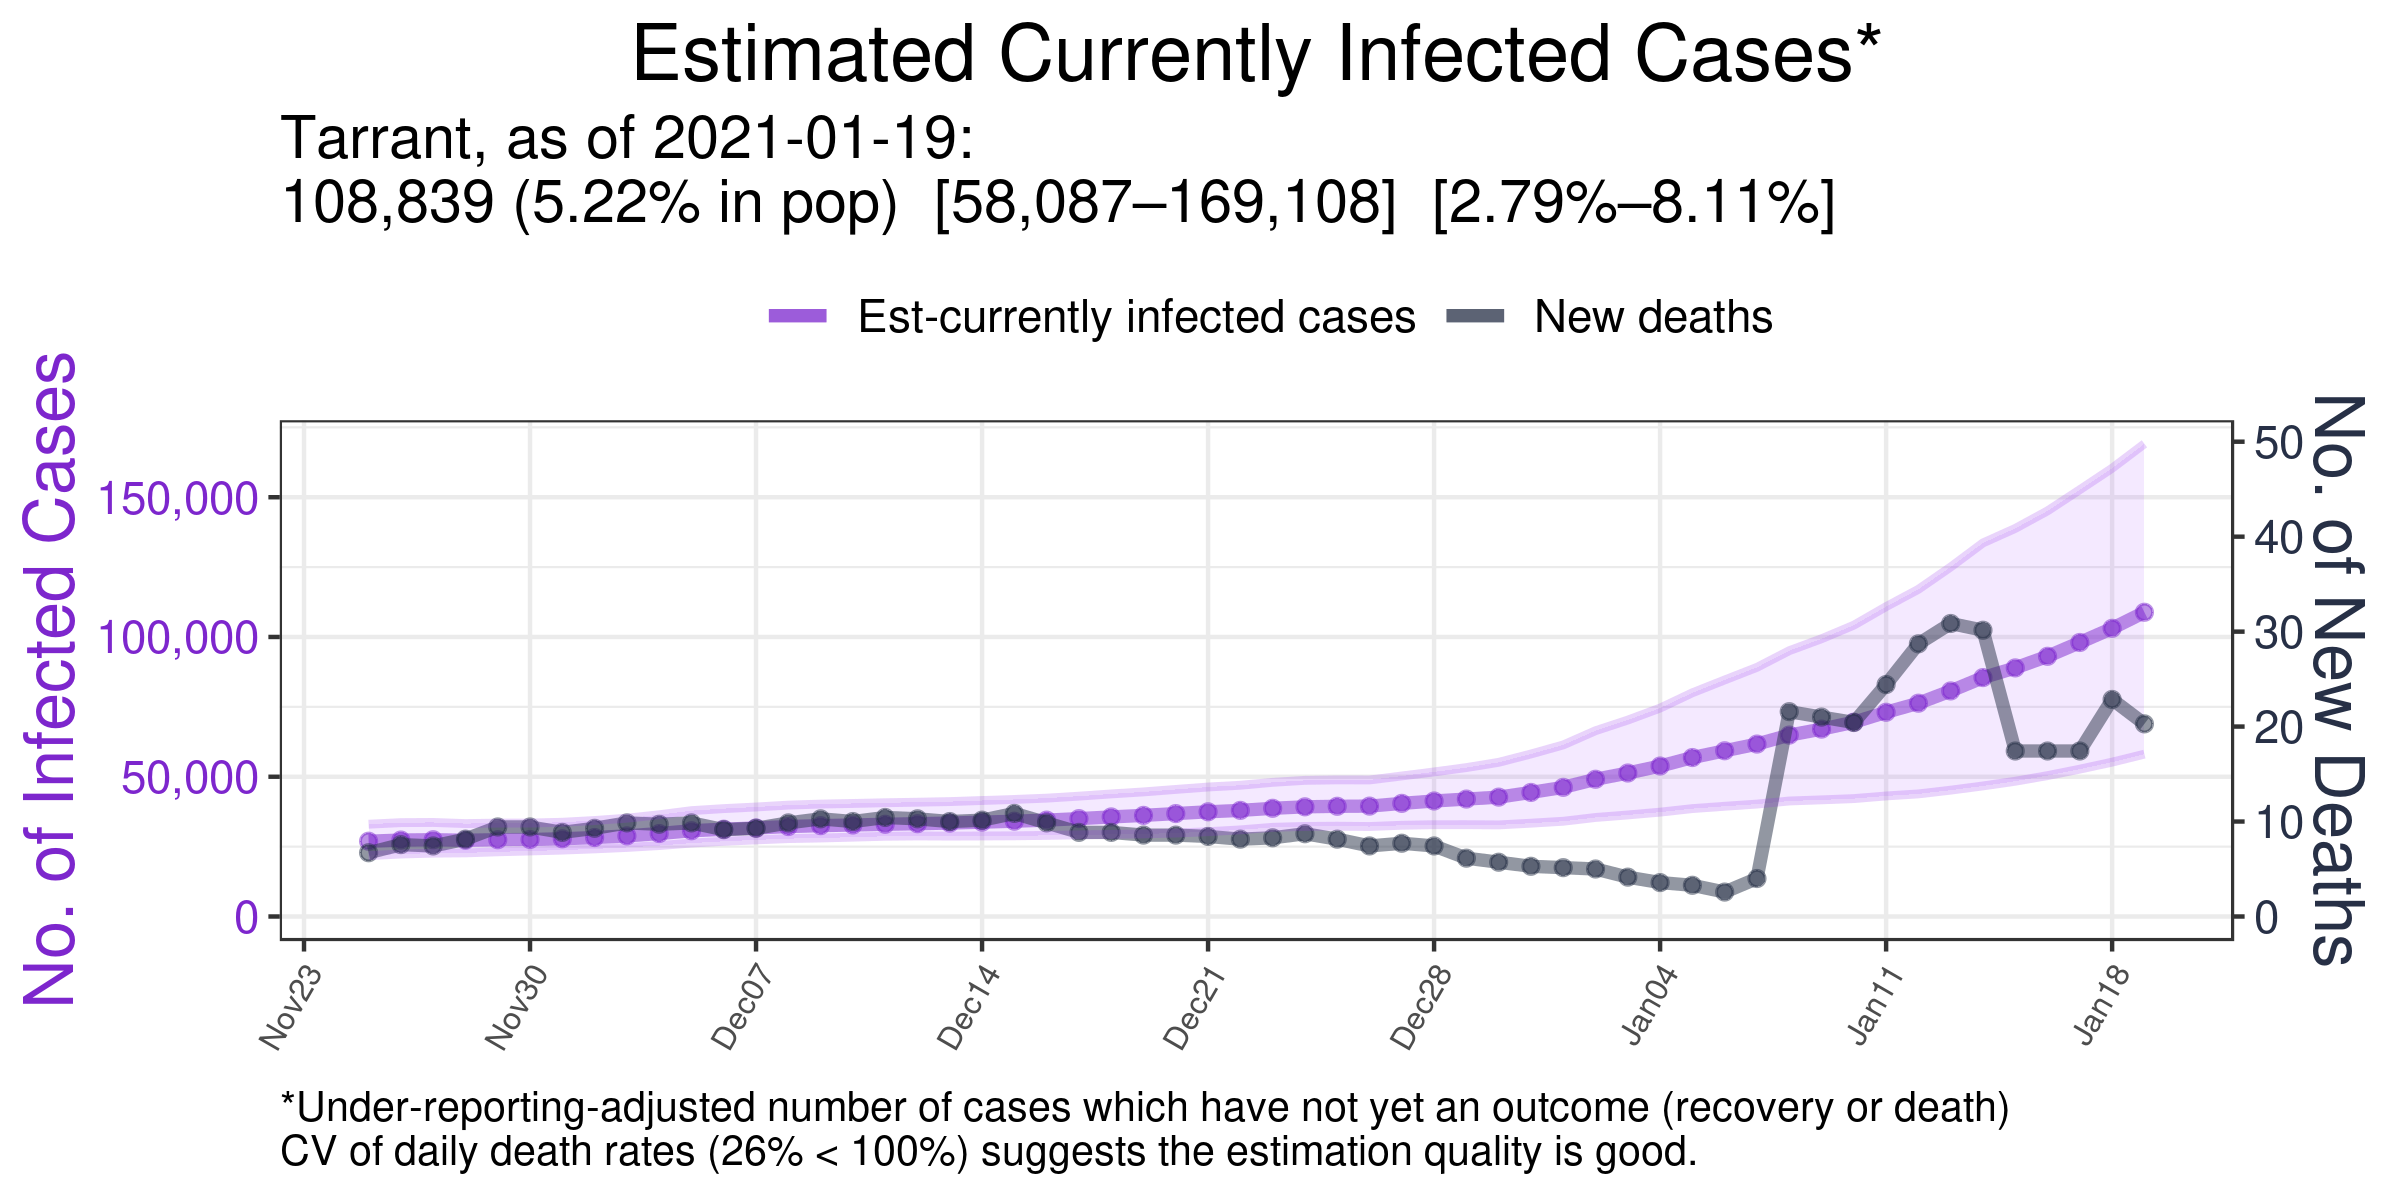 Estimated Currently Infected Cases*
Tarrant, as of 2021-01-19:
108,839 (5.22% in pop) [58,087–169,108] [2.79%–8.11%]
Est-currently infected cases
New deaths
No. of Infected Cases
150,000
100,000
50,000
0
50
40
30
20
10
0
No. of New Deaths
Nov23
Nov30
Dec07
Dec14
Dec21
Dec28
Jan04
Jan11
Jan18
*Under-reporting-adjusted number of cases which have not yet an outcome (recovery or death)
CV of daily death rates (26% < 100%) suggests the estimation quality is good.